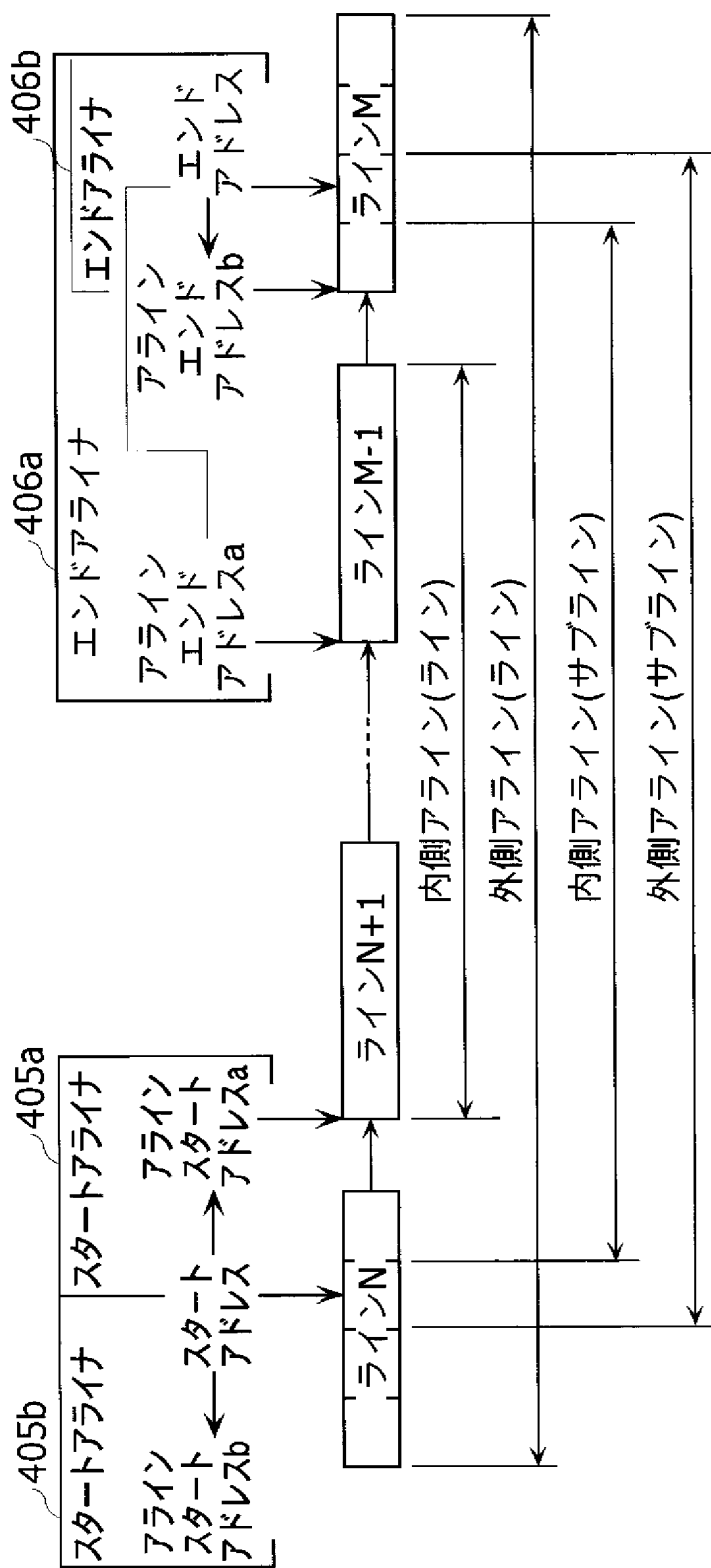 405b
スタートアライナ
アライン
スタート
アドレスb
スタート
アドレス
405a
スタートアライナ
アライン
スタート
アドレスa
406a
エンドアライナ
アライン
エンド
アドレスa
406b
エンドアライナ
アライン
エンド
アドレスb
エンド
アドレス
ラインN
ラインN+1
ラインM-1
ラインM
内側アライン(ライン)
外側アライン(ライン)
内側アライン(サブライン)
外側アライン(サブライン)